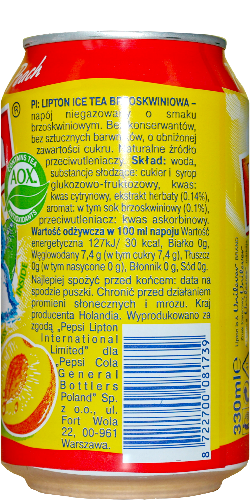 Peach
PL: LIPTON ICE TEA BRZOSKWINIOWA –
napój niegazowany o smaku
brzoskwiniowym. Bez konserwantów,
bez sztucznych barwników, o obniżonej
zawartości cukru. Naturalne źródło
przeciwutleniaczy. Skład: woda,
substancje słodzące: cukier i syrop
glukozowo-fruktozowy, kwas:
kwas cytrynowy, ekstrakt herbaty (0.14%),
aromat: w tym sok brzoskwiniowy (0.1%),
przeciwutleniacz: kwas askorbinowy.
Wartość odżywcza w 100 ml napoju Wartość
energetyczna 127kJ/ 30 kcal, Białko 0g,
Węglowodany 7,4 g (w tym cukry 7,4 g), Tłuszcz
0g (w tym nasycone 0 g), Błonnik 0 g, Sód 0g.
Najlepiej spożyć przed końcem: data na
spodzie puszki. Chronić przed działaniem
promieni słonecznych i mrozu. Kraj
producenta Holandia. Wyprodukowano za
zgodą „Pepsi Lipton
International
Limited" dla
„Pepsi Cola
General
Bottlers
Poland" Sp.
z o.o., ul.
Fort Wola
22, 00-961
Warszawa.
AOX
8 722700 081739
330ml e